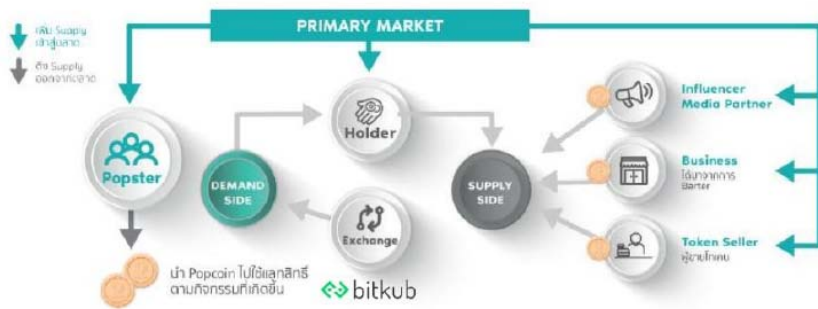 PRIMARY MARKET
เพิ่ม Supply
เข้าสู่ตลาด
ดึง Supply
ออกจากตลาด
Popster
DEMAND
SIDE
Holder
Exchange
SUPPLY
SIDE
Influencer
Media Partner
Business
ได้มาจากการ
Barter
Token Seller
ผู้ขายโทเคน
นำ Popcoin ไปใช้แลกสิทธิ์
ตามกิจกรรมที่เกิดขึ้น
bitkub